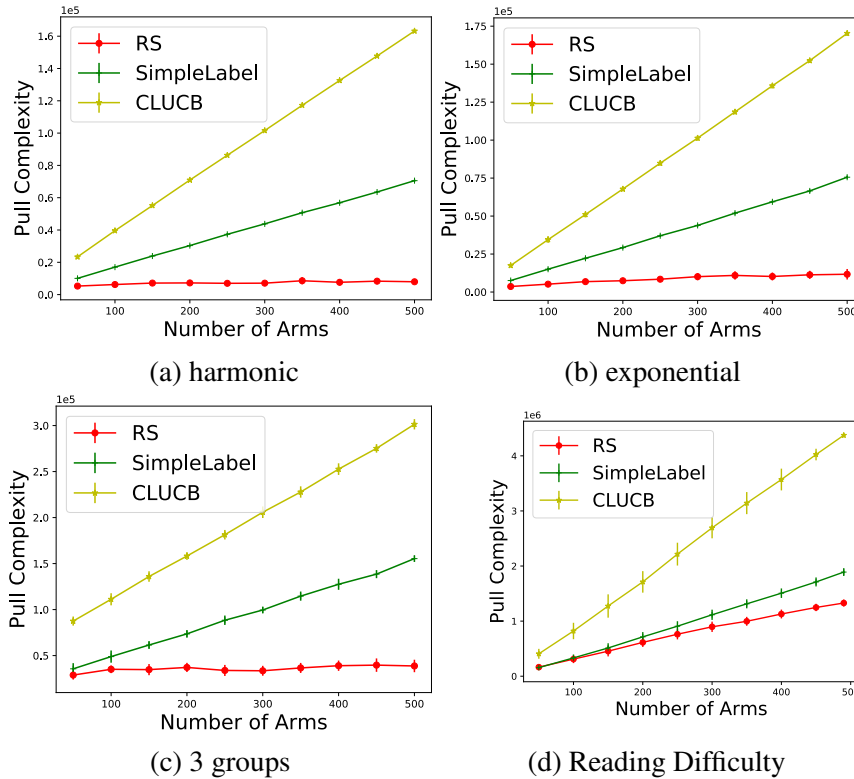 1e5
RS
SimpleLabel
CLUCB
Pull Complexity
1.6
1.4
1.2
1.0
0.8
0.6
0.4
0.2
0.0
100 200 300 400 500
Number of Arms
(a) harmonic
1e5
RS
SimpleLabel
CLUCB
Pull Complexity
1.75
1.50
1.25
1.00
0.75
0.50
0.25
0.00
100 200 300 400 500
Number of Arms
(b) exponential
1e5
RS
SimpleLabel
CLUCB
Pull Complexity
3.0
2.5
2.0
1.5
1.0
0.5
100 200 300 400 500
Number of Arms
(c) 3 groups
1e6
RS
SimpleLabel
CLUCB
Pull Complexity
4
3
2
1
0
100 200 300 400 500
Number of Arms
(d) Reading Difficulty